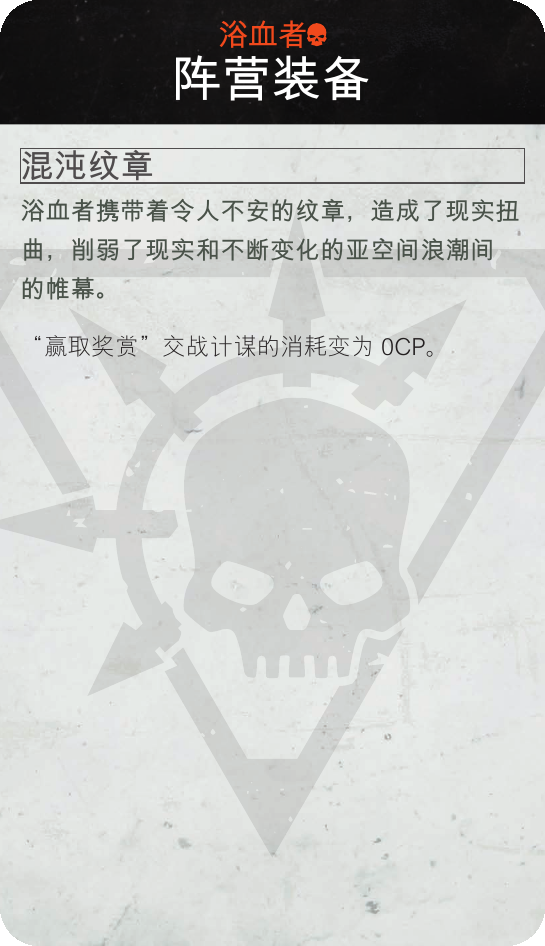 浴血者
阵营装备
混沌纹章
浴血者携带着令人不安的纹章，造成了现实扭
曲，削弱了现实和不断变化的亚空间浪潮间
的帷幕。
“赢取奖赏”交战计谋的消耗变为 0CP。